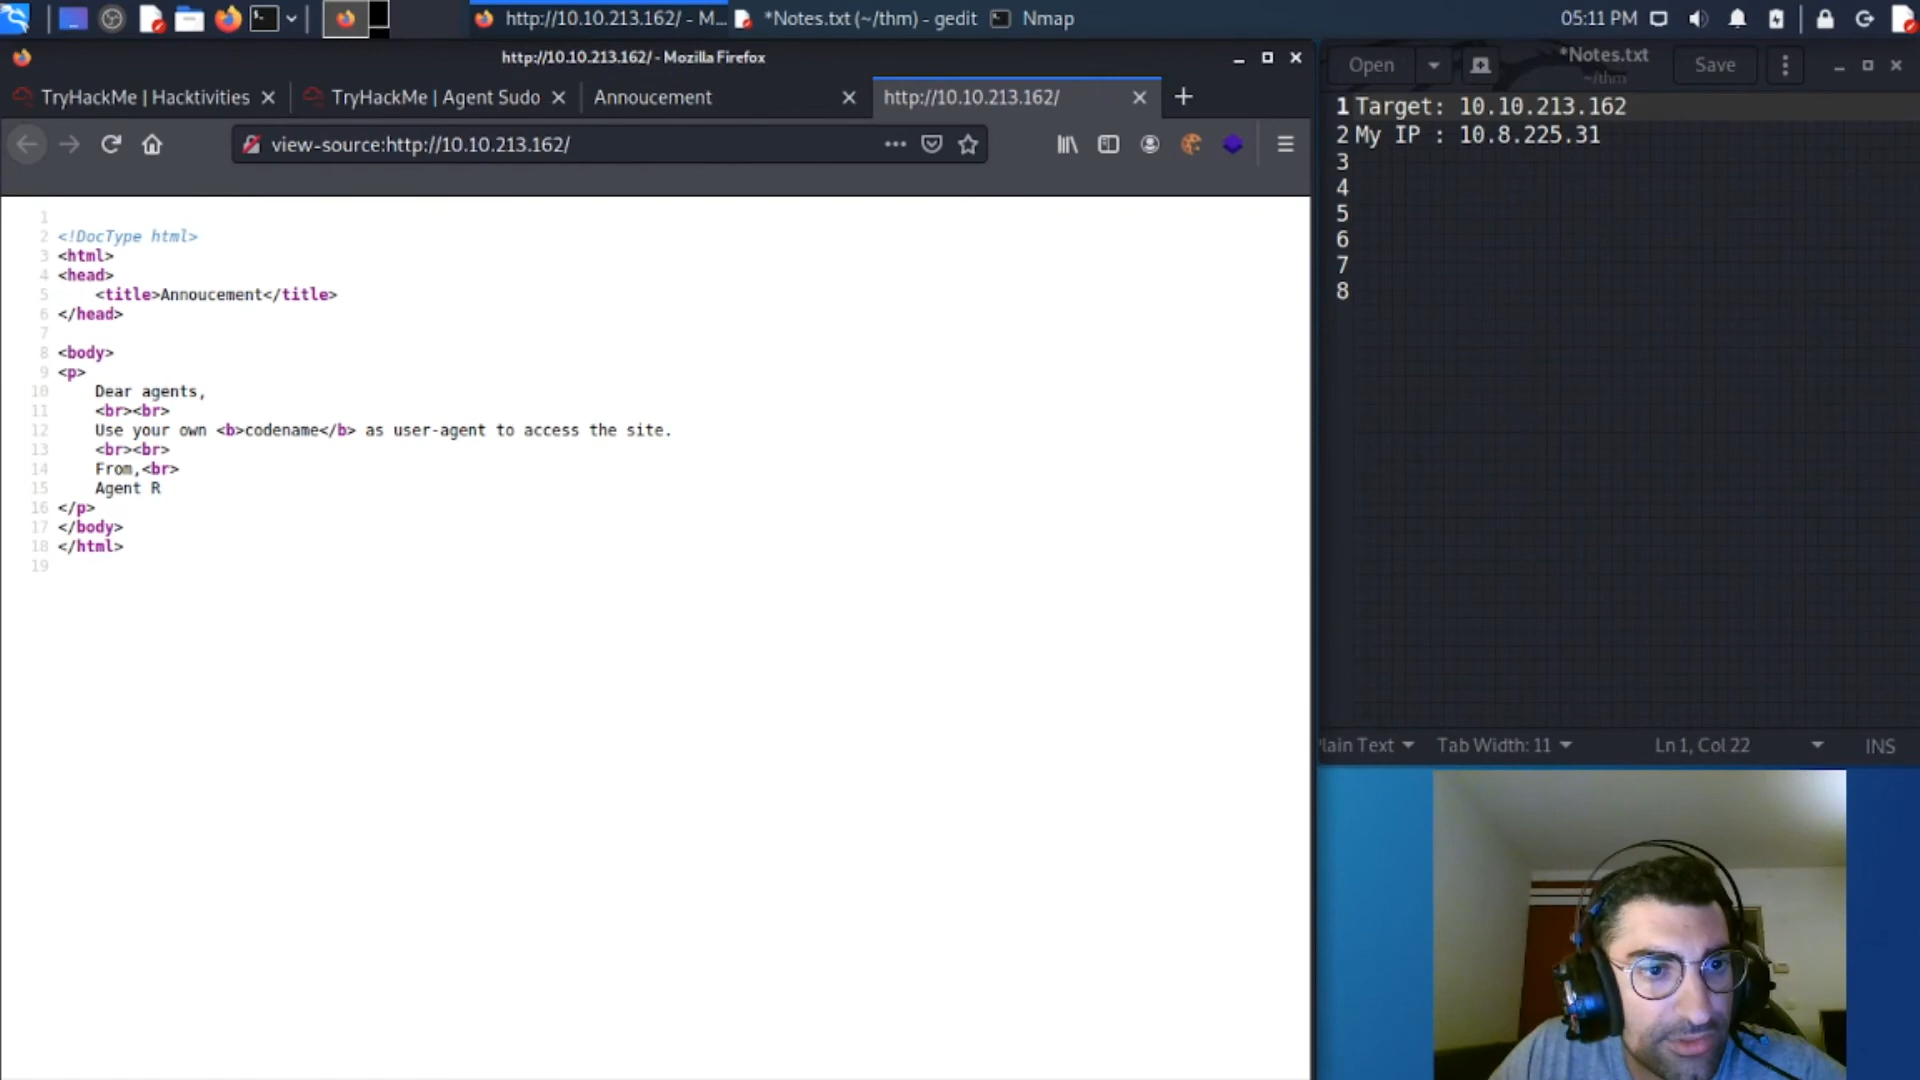 http://10.10.213.162/ - M...
*Notes.txt (~/thm) - gedit
Nmap
05:11 PM
http://10.10.213.162/ - Mozilla Firefox
TryHackMe | Hacktivities
TryHackMe | Agent Sudo
Annoucement
http://10.10.213.162/
view-source:http://10.10.213.162/
1
2 <!DocType html>
3 <html>
4 <head>
5 <title>Annoucement</title>
6 </head>
7
8 <body>
9 <p>
10 Dear agents,
11 <br><br>
12 Use your own <b>codename</b> as user-agent to access the site.
13 <br><br>
14 From,<br>
15 Agent R
16 </p>
17 </body>
18 </html>
19
Open
*Notes.txt
~/thm
Save
1 Target: 10.10.213.162
2 My IP : 10.8.225.31
3
4
5
6
7
8
lain Text
Tab Width: 11
Ln 1, Col 22
INS